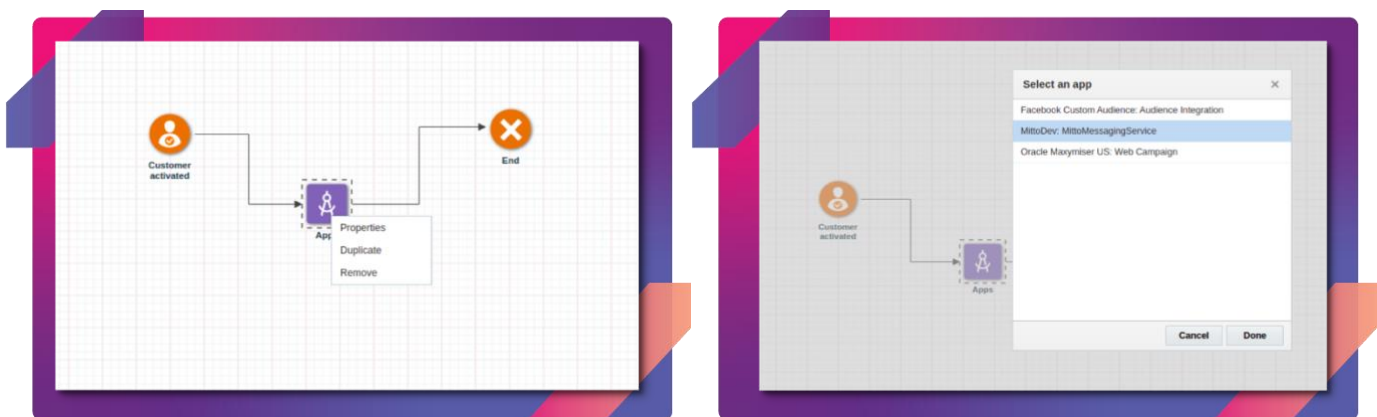 Customer
activated
End
App
Properties
Duplicate
Remove
Select an app
Facebook Custom Audience: Audience Integration
MittoDev: MittoMessagingService
Oracle Maxymiser US: Web Campaign
Customer
activated
Apps
Cancel
Done